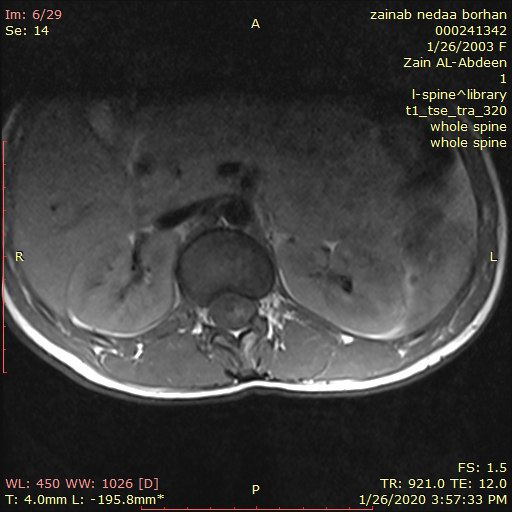 Im: 6/29
Se: 14
A
zainab nedaa borhan
000241342
1/26/2003 F
Zain AL-Abdeen
1
l-spine^library
t1_tse_tra_320
whole spine
whole spine
R
L
WL: 450 WW: 1026 [D]
T: 4.0mm L: -195.8mm*
P
FS: 1.5
TR: 921.0 TE: 12.0
1/26/2020 3:57:33 PM